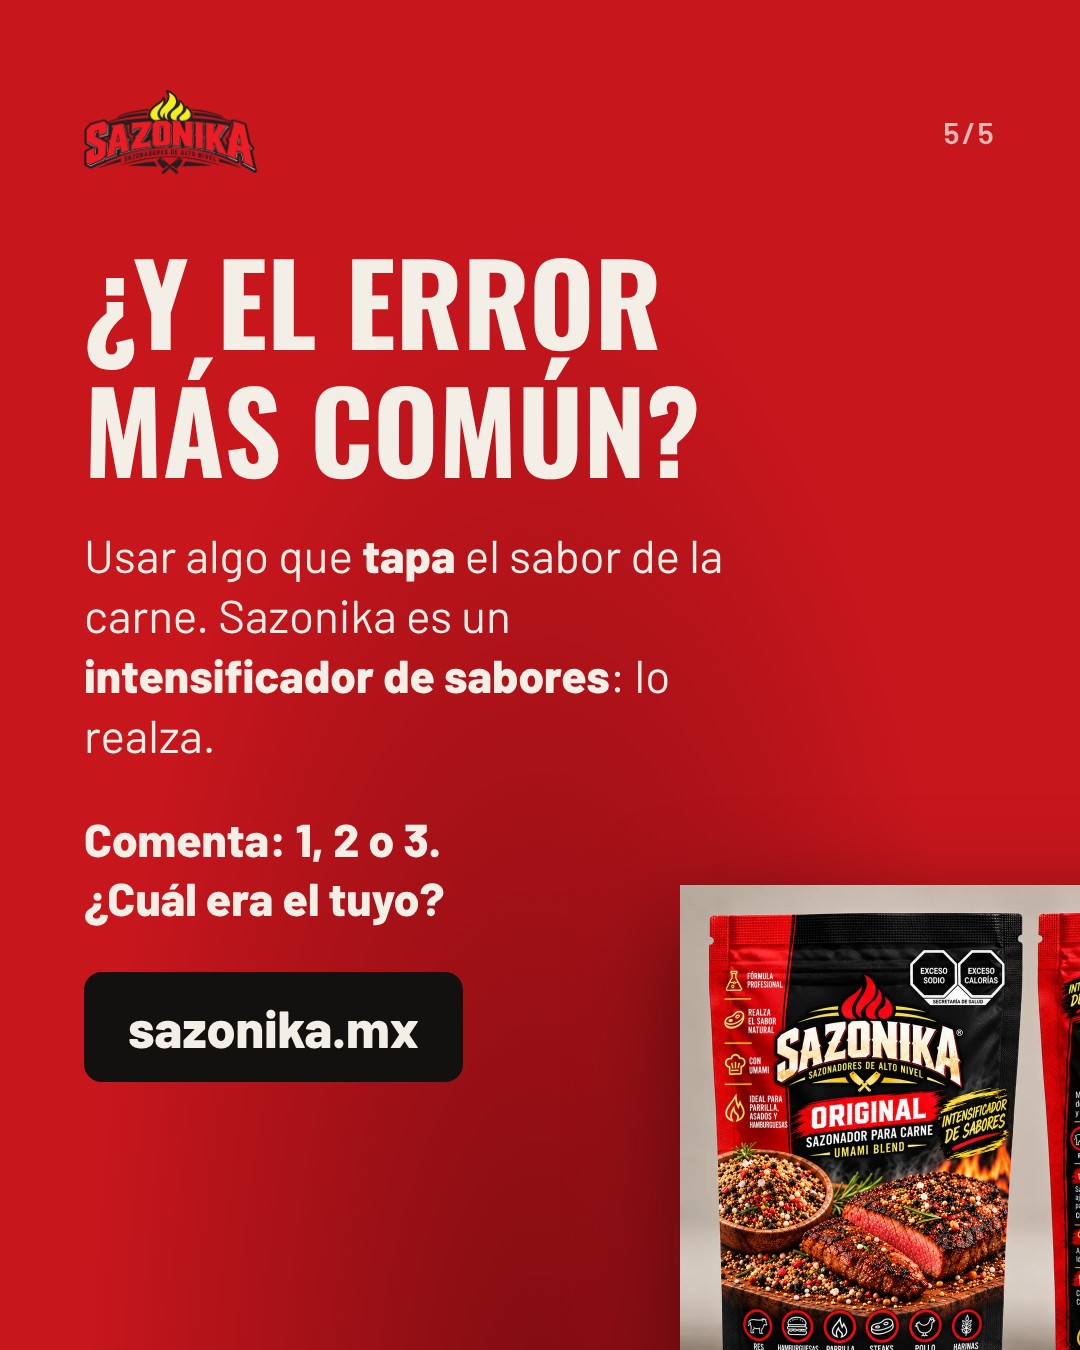 SAZONIKA
SAZONADORES DE ALTO NIVEL
5/5
¿Y EL ERROR
MÁS COMÚN?
Usar algo que tapa el sabor de la
carne. Sazonika es un
intensificador de sabores: lo
realza.
Comenta: 1, 2 o 3.
¿Cuál era el tuyo?
sazonika.mx
FÓRMULA
PROFESIONAL
REALZA
EL SABOR
NATURAL
CON
UMAMI
IDEAL PARA
PARRILLA,
ASADOS Y
HAMBURGUESAS
EXCESO
SODIO
EXCESO
CALORÍAS
SECRETARÍA DE SALUD
SAZONIKA®
SAZONADORES DE ALTO NIVEL
ORIGINAL
SAZONADOR PARA CARNE
UMAMI BLEND
INTENSIFICADOR
DE SABORES
RES
HAMBURGUESAS
PARRILLA
STEAKS
POLLO
HARINAS